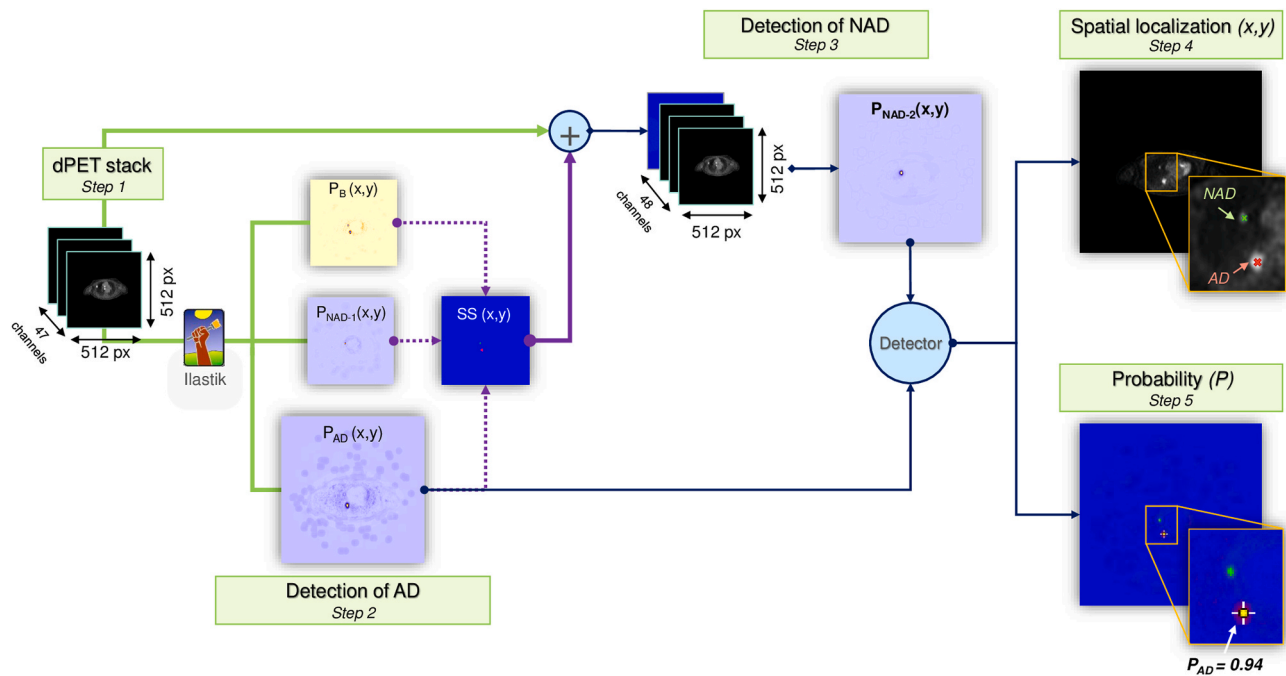 dPET stack
Step 1
47
channels
512 px
512 px
Ilastik
P_B (x,y)
P_NAD-1(x,y)
P_AD (x,y)
SS (x,y)
Detection of AD
Step 2
+
Detection of NAD
Step 3
48
channels
512 px
512 px
P_NAD-2(x,y)
Detector
Spatial localization (x,y)
Step 4
NAD
AD
Probability (P)
Step 5
P_AD = 0.94